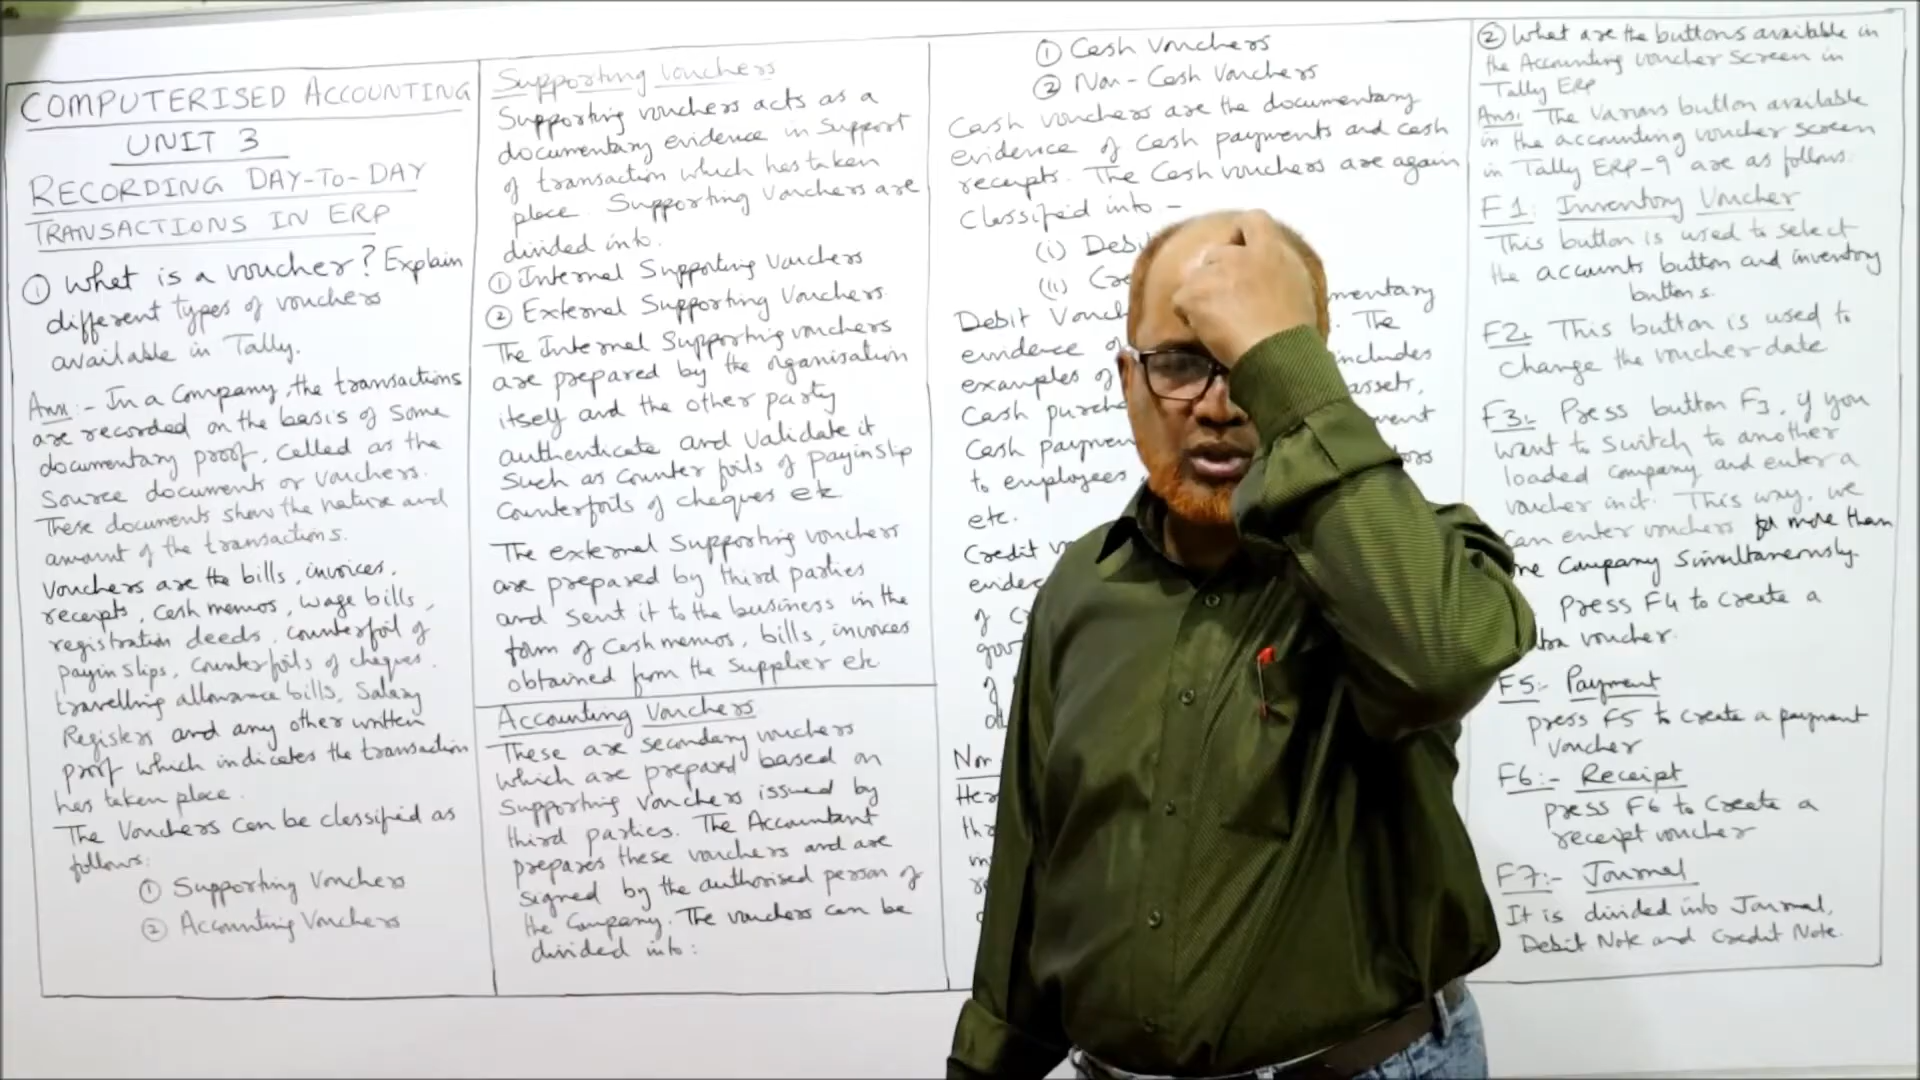 COMPUTERISED ACCOUNTING
UNIT 3
RECORDING DAY-TO-DAY
TRANSACTIONS IN ERP
① What is a voucher? Explain
different types of vouchers
available in Tally.
Ans:- In a Company, the transactions
are recorded on the basis of some
documentary proof, called as the
Source documents or vouchers.
These documents show the nature and
amount of the transactions.
Vouchers are the bills, invoices,
receipts, Cash memos, wage bills,
registration deeds, Counterfoil of
payin slips, Counterfoils of cheques,
travelling allowance bills, Salary
Registers and any other written
proof which indicates the transaction
has taken place.
The Vouchers can be classified as
follows:
① Supporting Vouchers
② Accounting Vouchers
Supporting Vouchers
Supporting vouchers acts as a
documentary evidence in support
of transaction which has taken
place. Supporting Vouchers are
divided into.
① Internal Supporting Vouchers
② External Supporting Vouchers.
The Internal Supporting vouchers
are prepared by the organisation
itself and the other party
authenticate and validate it
such as Counter foils of payinslip
Counterfoils of cheques etc.
The external Supporting vouchers
are prepared by third parties
and sent it to the business in the
form of Cash memos, bills, invoices
obtained from the supplier etc.
Accounting Vouchers
These are secondary vouchers
which are prepared based on
Supporting vouchers issued by
third parties. The Accountant
prepares these vouchers and are
signed by the authorised person of
the Company. The vouchers can be
divided into:
① Cash Vouchers
② Non-Cash Vouchers
Cash vouchers are the documentary
evidence of Cash payments and cash
receipts. The Cash vouchers are again
Classified into -
(i)
(ii)
Debit
evidence of The
examples of includes
Cash assets,
Cash
to employees,
etc.
Credit
of
of
② What are the buttons available in
the Accounting voucher Screen in
Tally ERP
Ans: The Various button available
in the accounting voucher screen
in Tally ERP-9 are as follows:
F1: Inventory Voucher
This button is used to select
the accounts button and inventory
buttons.
F2:- This button is used to
change the voucher date
F3:- Press button F3, if you
want to switch to another
loaded company and enter a
voucher in it. This way, we
can enter vouchers for more than
Company Simultaneously.
Press F4 to Create a
voucher.
F5:- Payment
press F5 to create a payment
Voucher
F6:- Receipt
press F6 to Create a
receipt voucher
F7:- Journal
It is divided into Journal,
Debit Note and Credit Note.